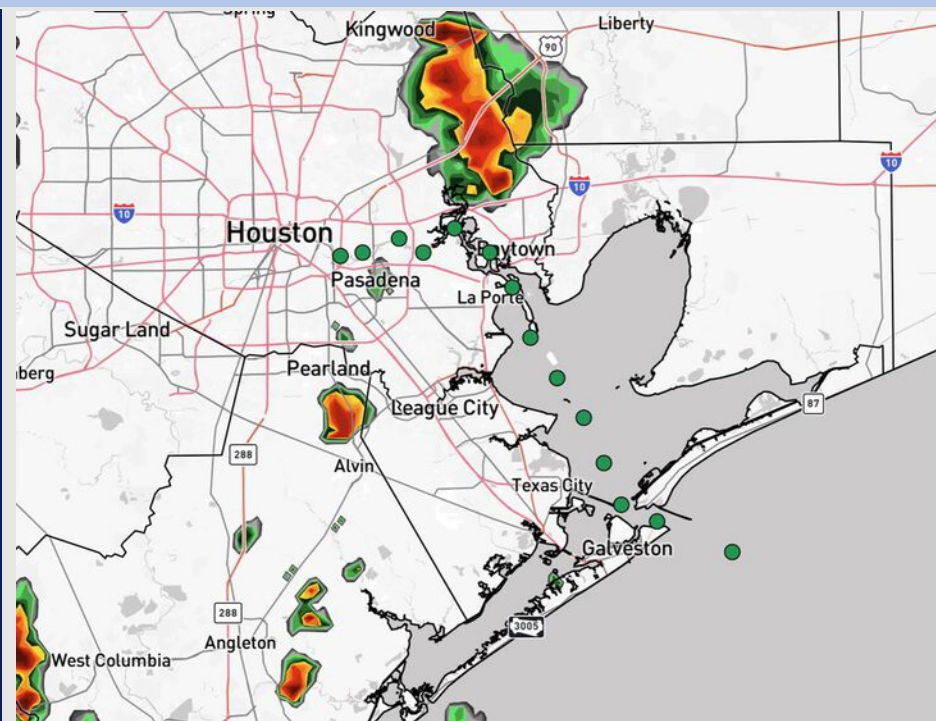 Spring
Kingwood
Liberty
90
10
10
10
Houston
Baytown
Pasadena
La Porte
Sugar Land
Pearland
League City
87
288
Alvin
Texas City
Galveston
288
3005
Angleton
West Columbia